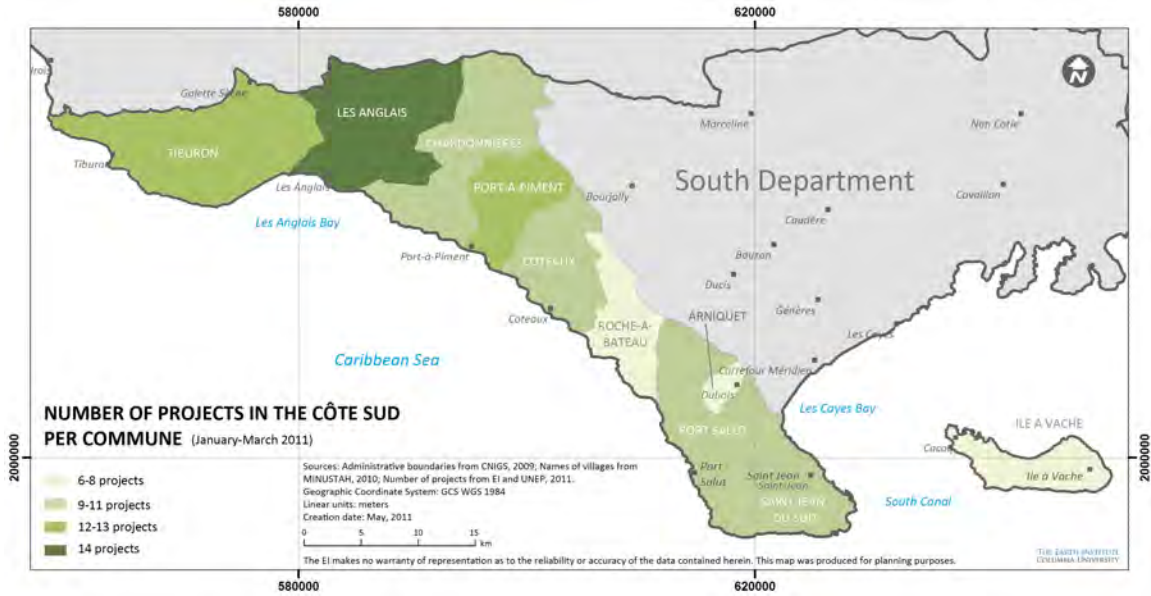 580000
620000
2000000
Irois
Galette Sèche
LES ANGLAIS
CHARDONNIERES
TIBURON
Tiburon
Les Anglais
PORT-A-PIMENT
Les Anglais Bay
Port-à-Piment
COTEAUX
Coteaux
Marceline
Nan Cotie
South Department
Bourjally
Cavaillon
Caudère
Bauzan
Ducis
Génères
ARNIQUET
ROCHE-A-
BATEAU
Les Cayes
Carrefour Méridien
Dubois
Caribbean Sea
Les Cayes Bay
PORT SALUT
ILE A VACHE
Port
Salut
Saint Jean
Saint Jean
SAINT JEAN
DU SUD
Ile à Vache
South Canal
NUMBER OF PROJECTS IN THE CÔTE SUD
PER COMMUNE (January-March 2011)
6-8 projects
9-11 projects
12-13 projects
14 projects
Sources: Administrative boundaries from CNIGS, 2009; Names of villages from
MINUSTAH, 2010; Number of projects from EI and UNEP, 2011.
Geographic Coordinate System: GCS WGS 1984
Linear units: meters
Creation date: May, 2011
0 5 10 15
km
The EI makes no warranty of representation as to the reliability or accuracy of the data contained herein. This map was produced for planning purposes.
THE EARTH INSTITUTE
COLUMBIA UNIVERSITY
N
2000000
580000
620000